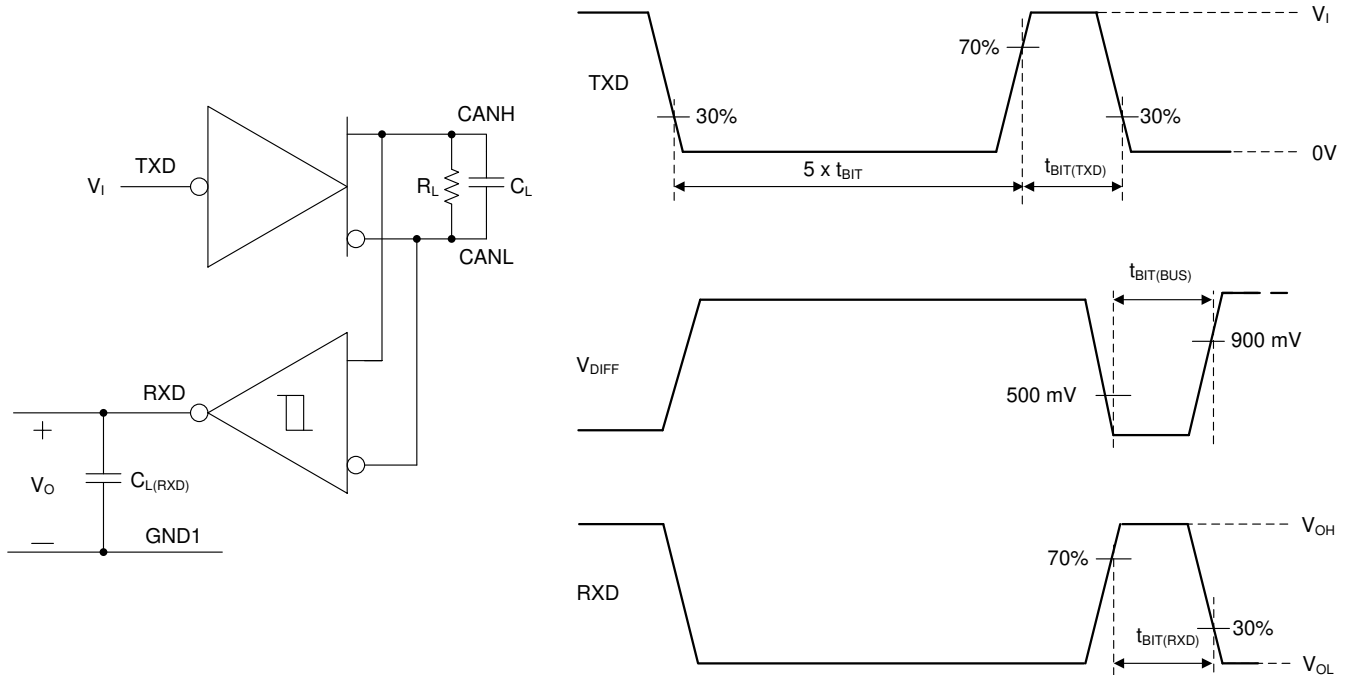 CANH
TXD
V_I
R_L
C_L
CANL
RXD
+
V_O
C_L(RXD)
—
GND1
V_I
70%
TXD
30%
30%
0V
5 x t_BIT
t_BIT(TXD)
t_BIT(BUS)
900 mV
V_DIFF
500 mV
V_OH
70%
RXD
30%
t_BIT(RXD)
V_OL